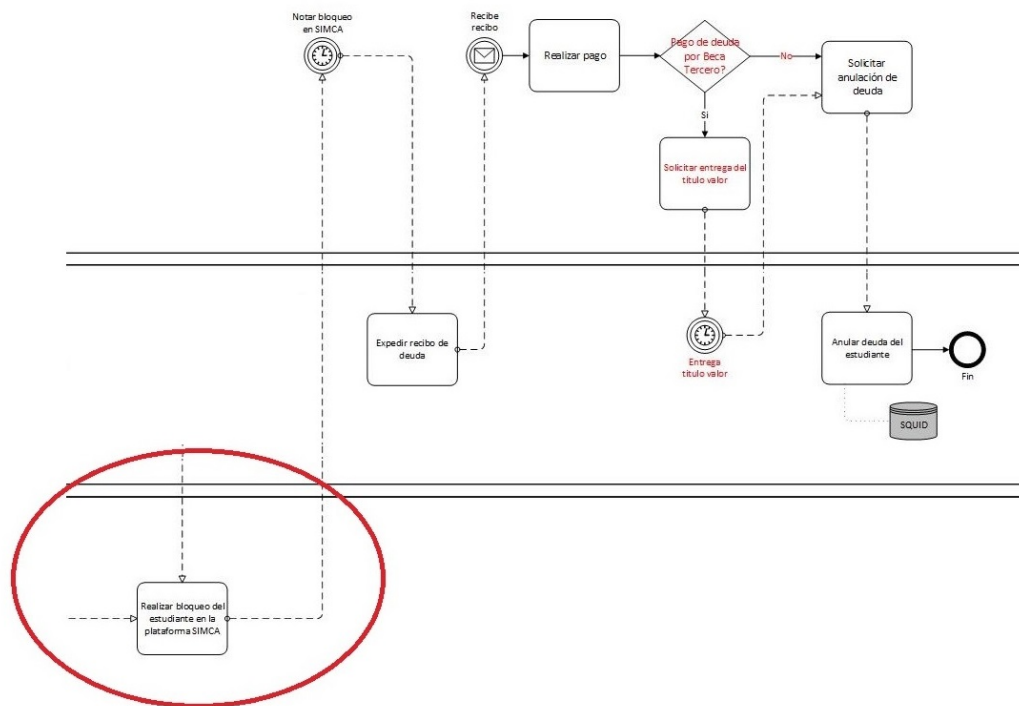 Notar bloqueo
en SIMCA
Recibe
recibo
Realizar pago
Pago de deuda
por Beca
Tercero?
No
Solicitar
anulación de
deuda
Si
Solicitar entrega del
título valor
Expedir recibo de
deuda
Entrega
título valor
Anular deuda del
estudiante
Fin
SQUID
Realizar bloqueo del
estudiante en la
plataforma SIMCA